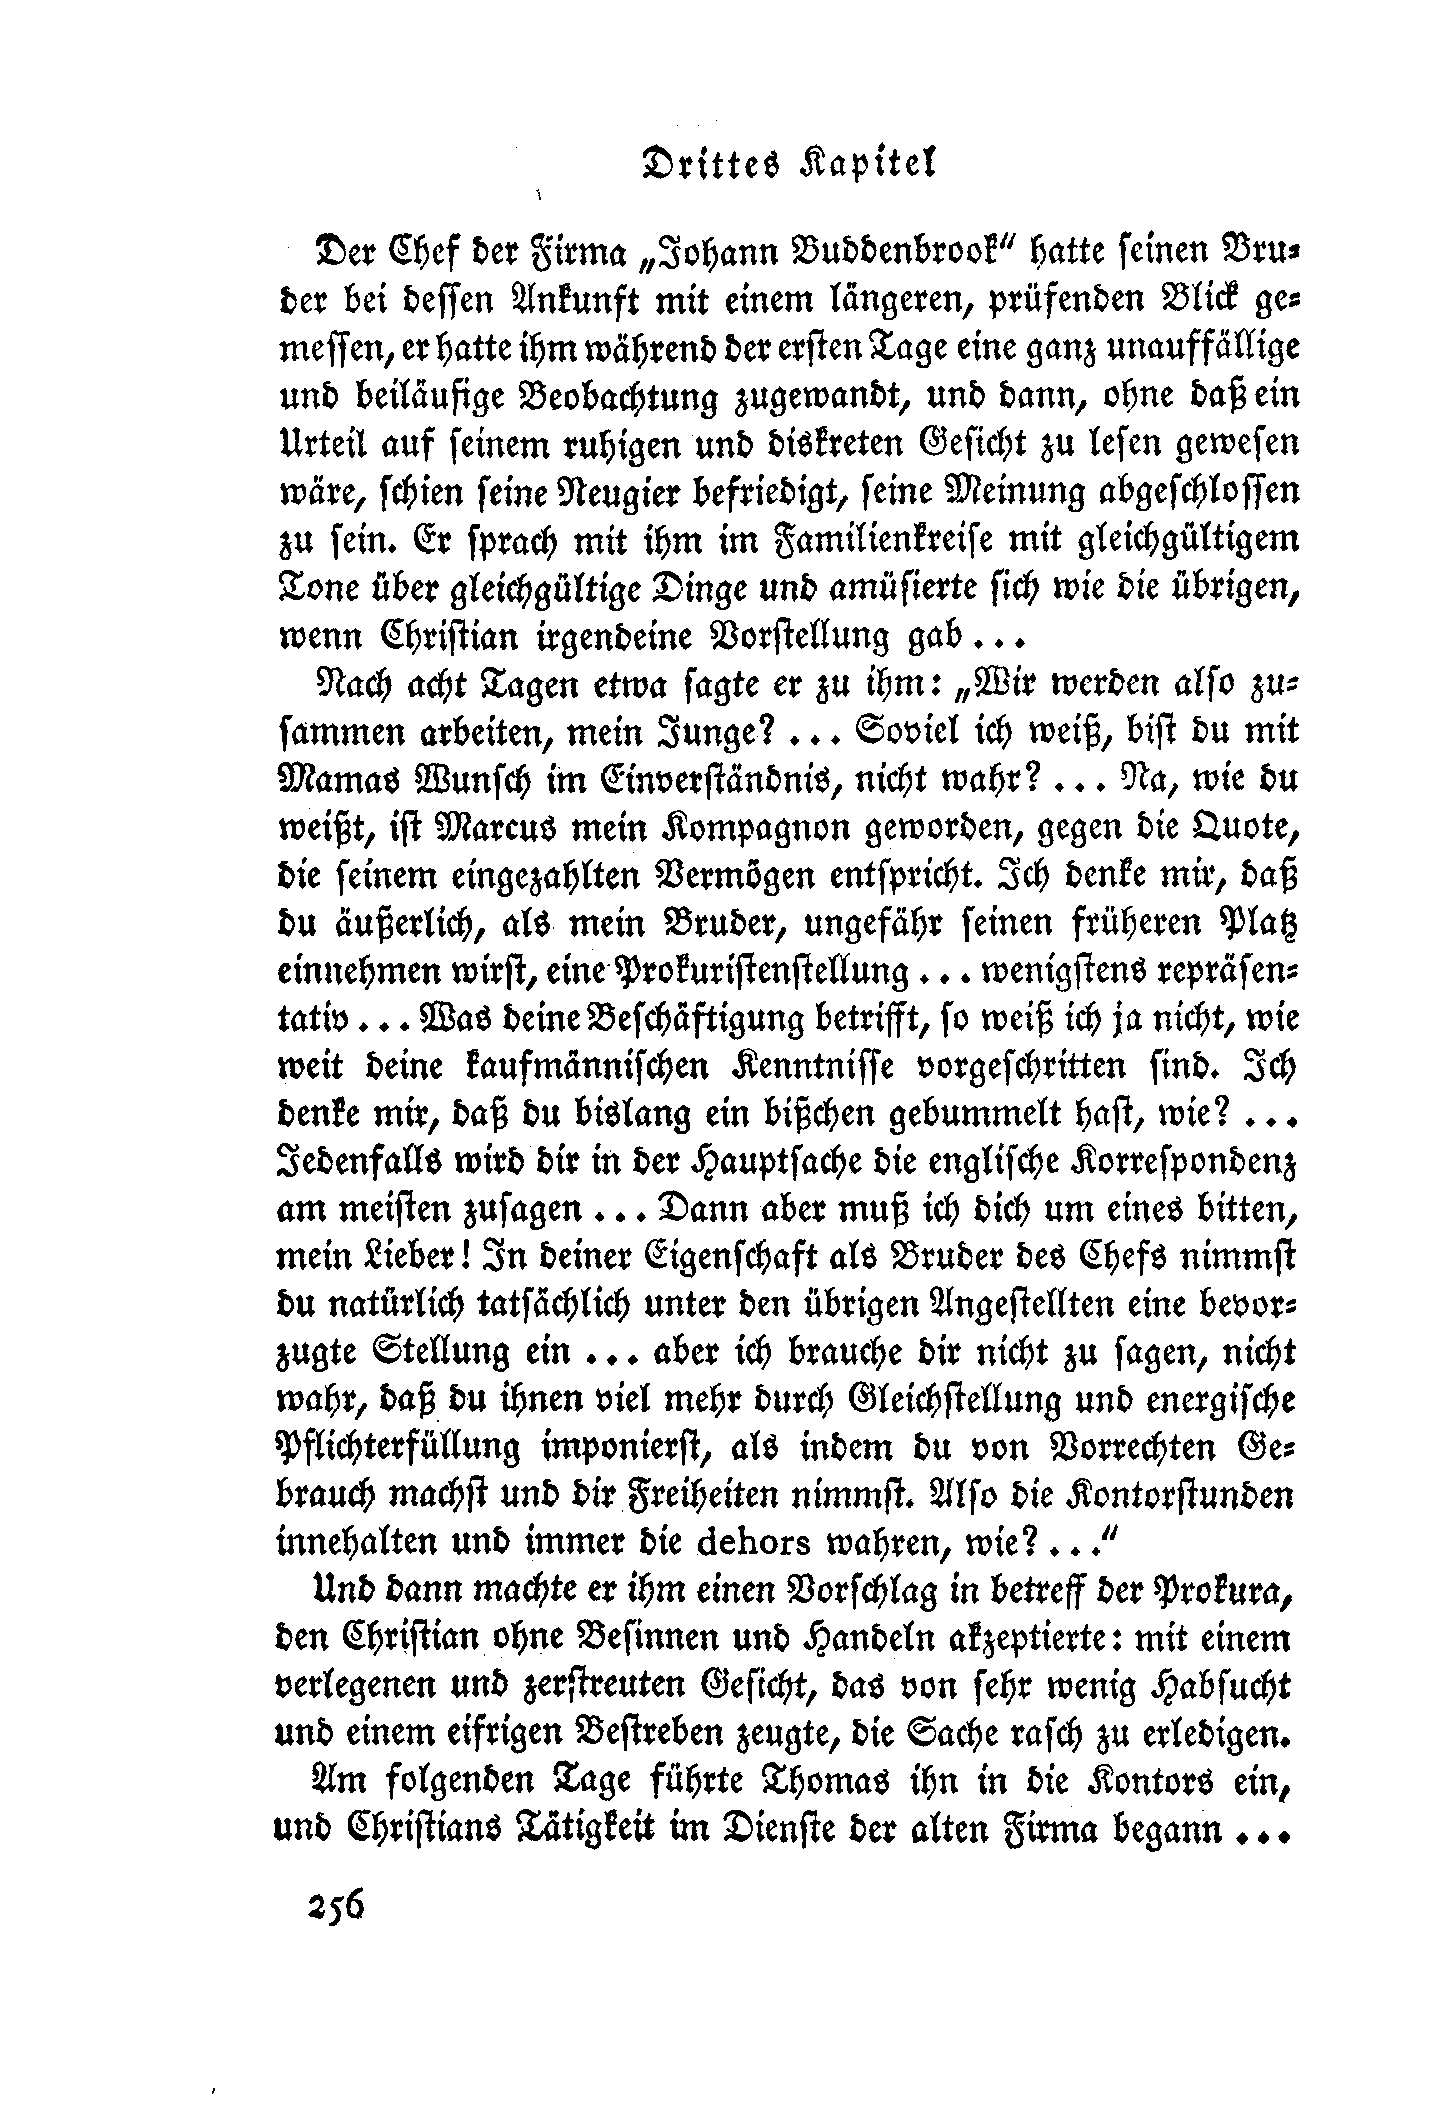 Drittes Kapitel
Der Chef der Firma „Johann Buddenbrook“ hatte seinen Bru-
der bei dessen Ankunft mit einem längeren, prüfenden Blick ge-
messen, er hatte ihm während der ersten Tage eine ganz unauffällige
und beiläufige Beobachtung zugewandt, und dann, ohne daß ein
Urteil auf seinem ruhigen und diskreten Gesicht zu lesen gewesen
wäre, schien seine Neugier befriedigt, seine Meinung abgeschlossen
zu sein. Er sprach mit ihm im Familienkreise mit gleichgültigem
Tone über gleichgültige Dinge und amüsierte sich wie die übrigen,
wenn Christian irgendeine Vorstellung gab...
Nach acht Tagen etwa sagte er zu ihm: „Wir werden also zu-
sammen arbeiten, mein Junge? ... Soviel ich weiß, bist du mit
Mamas Wunsch im Einverständnis, nicht wahr? ... Na, wie du
weißt, ist Marcus mein Kompagnon geworden, gegen die Quote,
die seinem eingezahlten Vermögen entspricht. Ich denke mir, daß
du äußerlich, als mein Bruder, ungefähr seinen früheren Platz
einnehmen wirst, eine Prokuristenstellung ... wenigstens repräsen-
tativ ... Was deine Beschäftigung betrifft, so weiß ich ja nicht, wie
weit deine kaufmännischen Kenntnisse vorgeschritten sind. Ich
denke mir, daß du bislang ein bißchen gebummelt hast, wie? ...
Jedenfalls wird dir in der Hauptsache die englische Korrespondenz
am meisten zusagen ... Dann aber muß ich dich um eines bitten,
mein Lieber! In deiner Eigenschaft als Bruder des Chefs nimmst
du natürlich tatsächlich unter den übrigen Angestellten eine bevor-
zugte Stellung ein ... aber ich brauche dir nicht zu sagen, nicht
wahr, daß du ihnen viel mehr durch Gleichstellung und energische
Pflichterfüllung imponierst, als indem du von Vorrechten Ge-
brauch machst und dir Freiheiten nimmst. Also die Kontorstunden
innehalten und immer die dehors wahren, wie? ...“
Und dann machte er ihm einen Vorschlag in betreff der Prokura,
den Christian ohne Besinnen und Handeln akzeptierte: mit einem
verlegenen und zerstreuten Gesicht, das von sehr wenig Habsucht
und einem eifrigen Bestreben zeugte, die Sache rasch zu erledigen.
Am folgenden Tage führte Thomas ihn in die Kontors ein,
und Christians Tätigkeit im Dienste der alten Firma begann ...
256